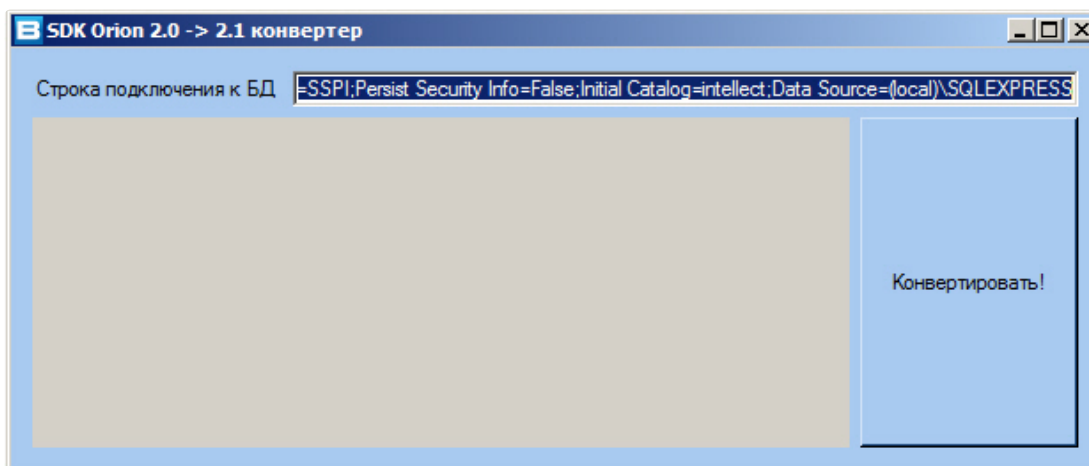 SDK Orion 2.0 -> 2.1 конвертер
Строка подключения к БД =SSPI;Persist Security Info=False;Initial Catalog=intellect;Data Source=(local)\SQLEXPRESS
Конвертировать!